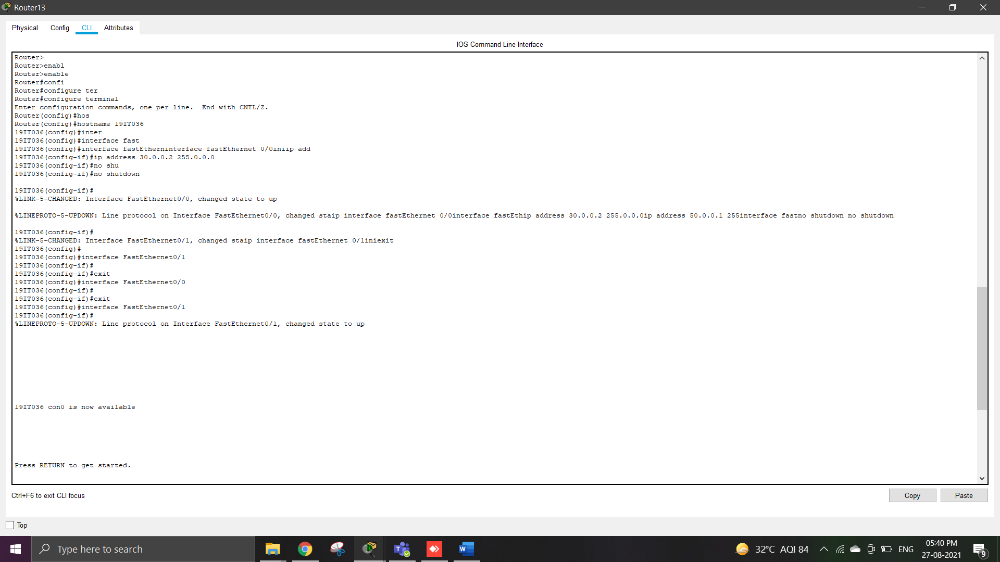 Router13
Physical Config CLI Attributes
IOS Command Line Interface
Router>
Router>enabl
Router>enable
Router#confi
Router#configure ter
Router#configure terminal
Enter configuration commands, one per line.  End with CNTL/Z.
Router(config)#hos
Router(config)#hostname 19IT036
19IT036(config)#inter
19IT036(config)#interface fast
19IT036(config)#interface fastEtherninterface fastEthernet 0/0iniip add
19IT036(config-if)#ip address 30.0.0.2 255.0.0.0
19IT036(config-if)#no shu
19IT036(config-if)#no shutdown
19IT036(config-if)#
%LINK-5-CHANGED: Interface FastEthernet0/0, changed state to up
%LINEPROTO-5-UPDOWN: Line protocol on Interface FastEthernet0/0, changed staip interface fastEthernet 0/0interface fastEthip address 30.0.0.2 255.0.0.0ip address 50.0.0.1 255interface fastno shutdown no shutdown
19IT036(config-if)#
%LINK-5-CHANGED: Interface FastEthernet0/1, changed staip interface fastEthernet 0/1iniexit
19IT036(config)#
19IT036(config)#interface FastEthernet0/1
19IT036(config-if)#
19IT036(config-if)#exit
19IT036(config)#interface FastEthernet0/0
19IT036(config-if)#
19IT036(config-if)#exit
19IT036(config)#interface FastEthernet0/1
19IT036(config-if)#
%LINEPROTO-5-UPDOWN: Line protocol on Interface FastEthernet0/1, changed state to up
19IT036 con0 is now available
Press RETURN to get started.
Ctrl+F6 to exit CLI focus
Copy Paste
Top
Type here to search
32°C AQI 84
ENG
05:40 PM
27-08-2021
9